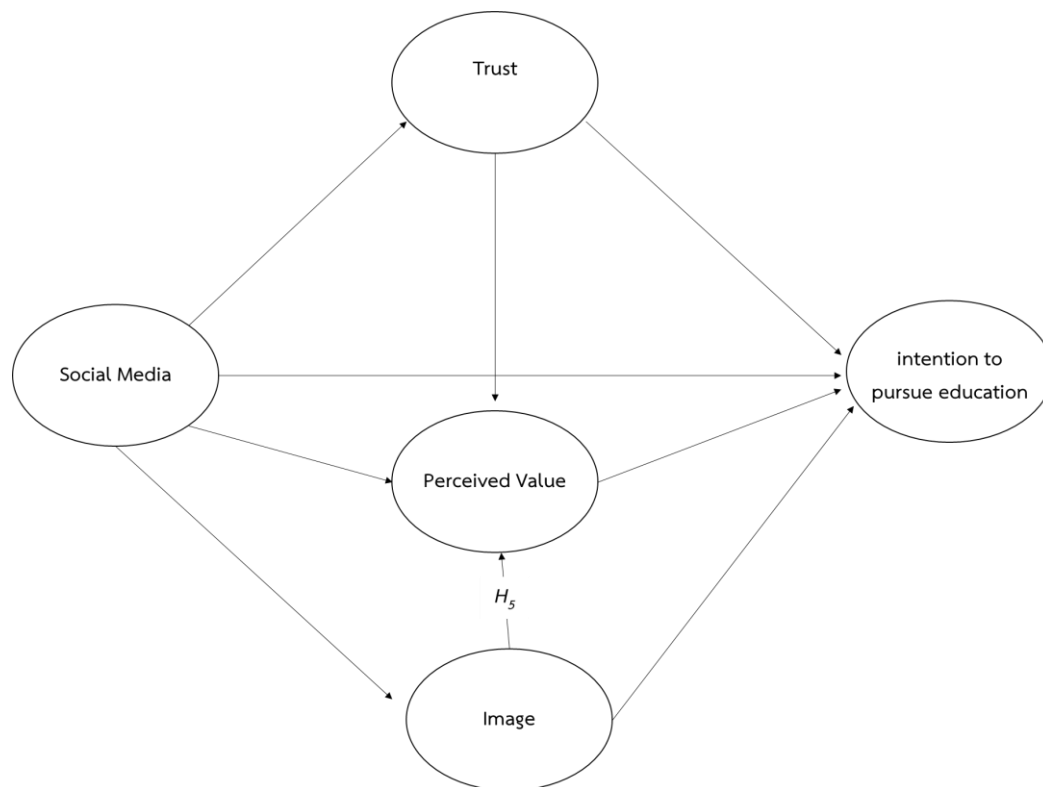 Trust
Social Media
intention to
pursue education
Perceived Value
H5
Image